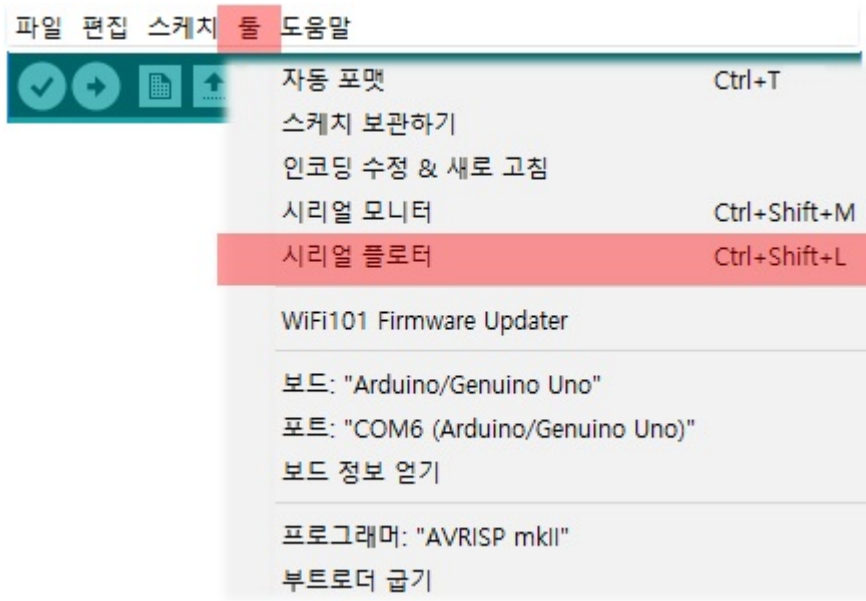 파일 편집 스케치 툴 도움말
자동 포맷 Ctrl+T
스케치 보관하기
인코딩 수정 & 새로 고침
시리얼 모니터 Ctrl+Shift+M
시리얼 플로터 Ctrl+Shift+L
WiFi101 Firmware Updater
보드: "Arduino/Genuino Uno"
포트: "COM6 (Arduino/Genuino Uno)"
보드 정보 얻기
프로그래머: "AVRISP mkII"
부트로더 굽기